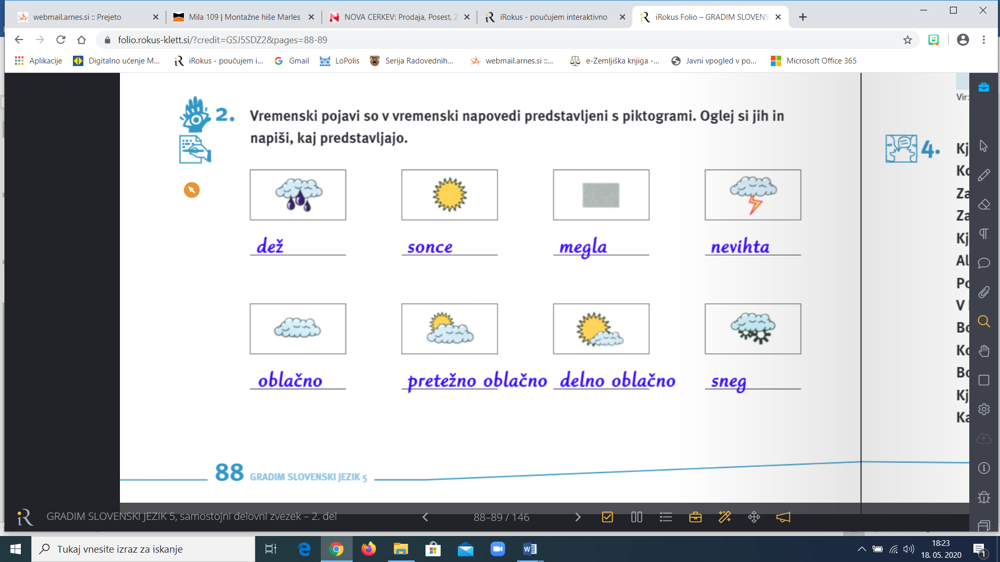 webmail.arnes.si :: Prejeto
Mila 109 | Montažne hiše Marles
NOVA CERKEV: Prodaja, Posest, Z
iRokus - poučujem interaktivno
iRokus Folio – GRADIM SLOVENS
folio.rokus-klett.si/?credit=GSJ5SDZ2&pages=88-89
Aplikacije
Digitalno učenje M...
iRokus - poučujem i...
Gmail
LoPolis
Serija Radovednih...
webmail.arnes.si ::...
e-Zemljiška knjiga -...
Javni vpogled v po...
Microsoft Office 365
2. Vremenski pojavi so v vremenski napovedi predstavljeni s piktogrami. Oglej si jih in
napiši, kaj predstavljajo.
dež sonce megla nevihta
oblačno pretežno oblačno delno oblačno sneg
88 GRADIM SLOVENSKI JEZIK 5
Vir:
4. Kj
Ko
Za
Za
Kj
Al
Po
V
Bo
Ko
Bo
Kj
Ka
iR GRADIM SLOVENSKI JEZIK 5, samostojni delovni zvezek – 2. del
88–89 / 146
Tukaj vnesite izraz za iskanje
18:23
18. 05. 2020
1